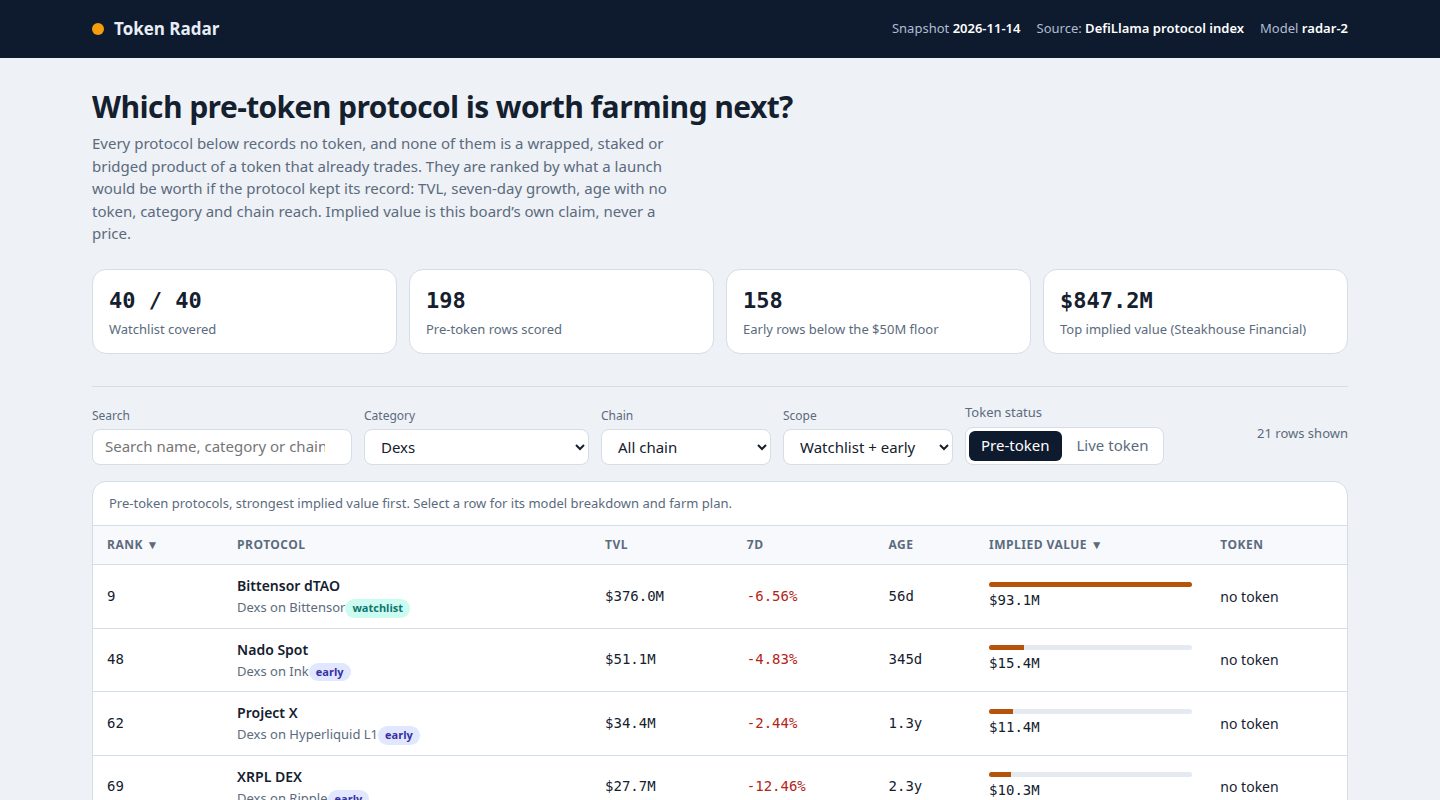 Token Radar
Snapshot 2026-11-14 Source: DefiLlama protocol index Model radar-2
Which pre-token protocol is worth farming next?
Every protocol below records no token, and none of them is a wrapped, staked or
bridged product of a token that already trades. They are ranked by what a launch
would be worth if the protocol kept its record: TVL, seven-day growth, age with no
token, category and chain reach. Implied value is this board’s own claim, never a
price.
40 / 40
Watchlist covered
198
Pre-token rows scored
158
Early rows below the $50M floor
$847.2M
Top implied value (Steakhouse Financial)
Search
Search name, category or chain
Category
Dexs
Chain
All chain
Scope
Watchlist + early
Token status
Pre-token Live token
21 rows shown
Pre-token protocols, strongest implied value first. Select a row for its model breakdown and farm plan.
RANK ▼ PROTOCOL TVL 7D AGE IMPLIED VALUE ▼ TOKEN
9 Bittensor dTAO $376.0M -6.56% 56d $93.1M no token
Dexs on Bittensor watchlist
48 Nado Spot $51.1M -4.83% 345d $15.4M no token
Dexs on Ink early
62 Project X $34.4M -2.44% 1.3y $11.4M no token
Dexs on Hyperliquid L1 early
69 XRPL DEX $27.7M -12.46% 2.3y $10.3M no token
Dexs on Ripple early